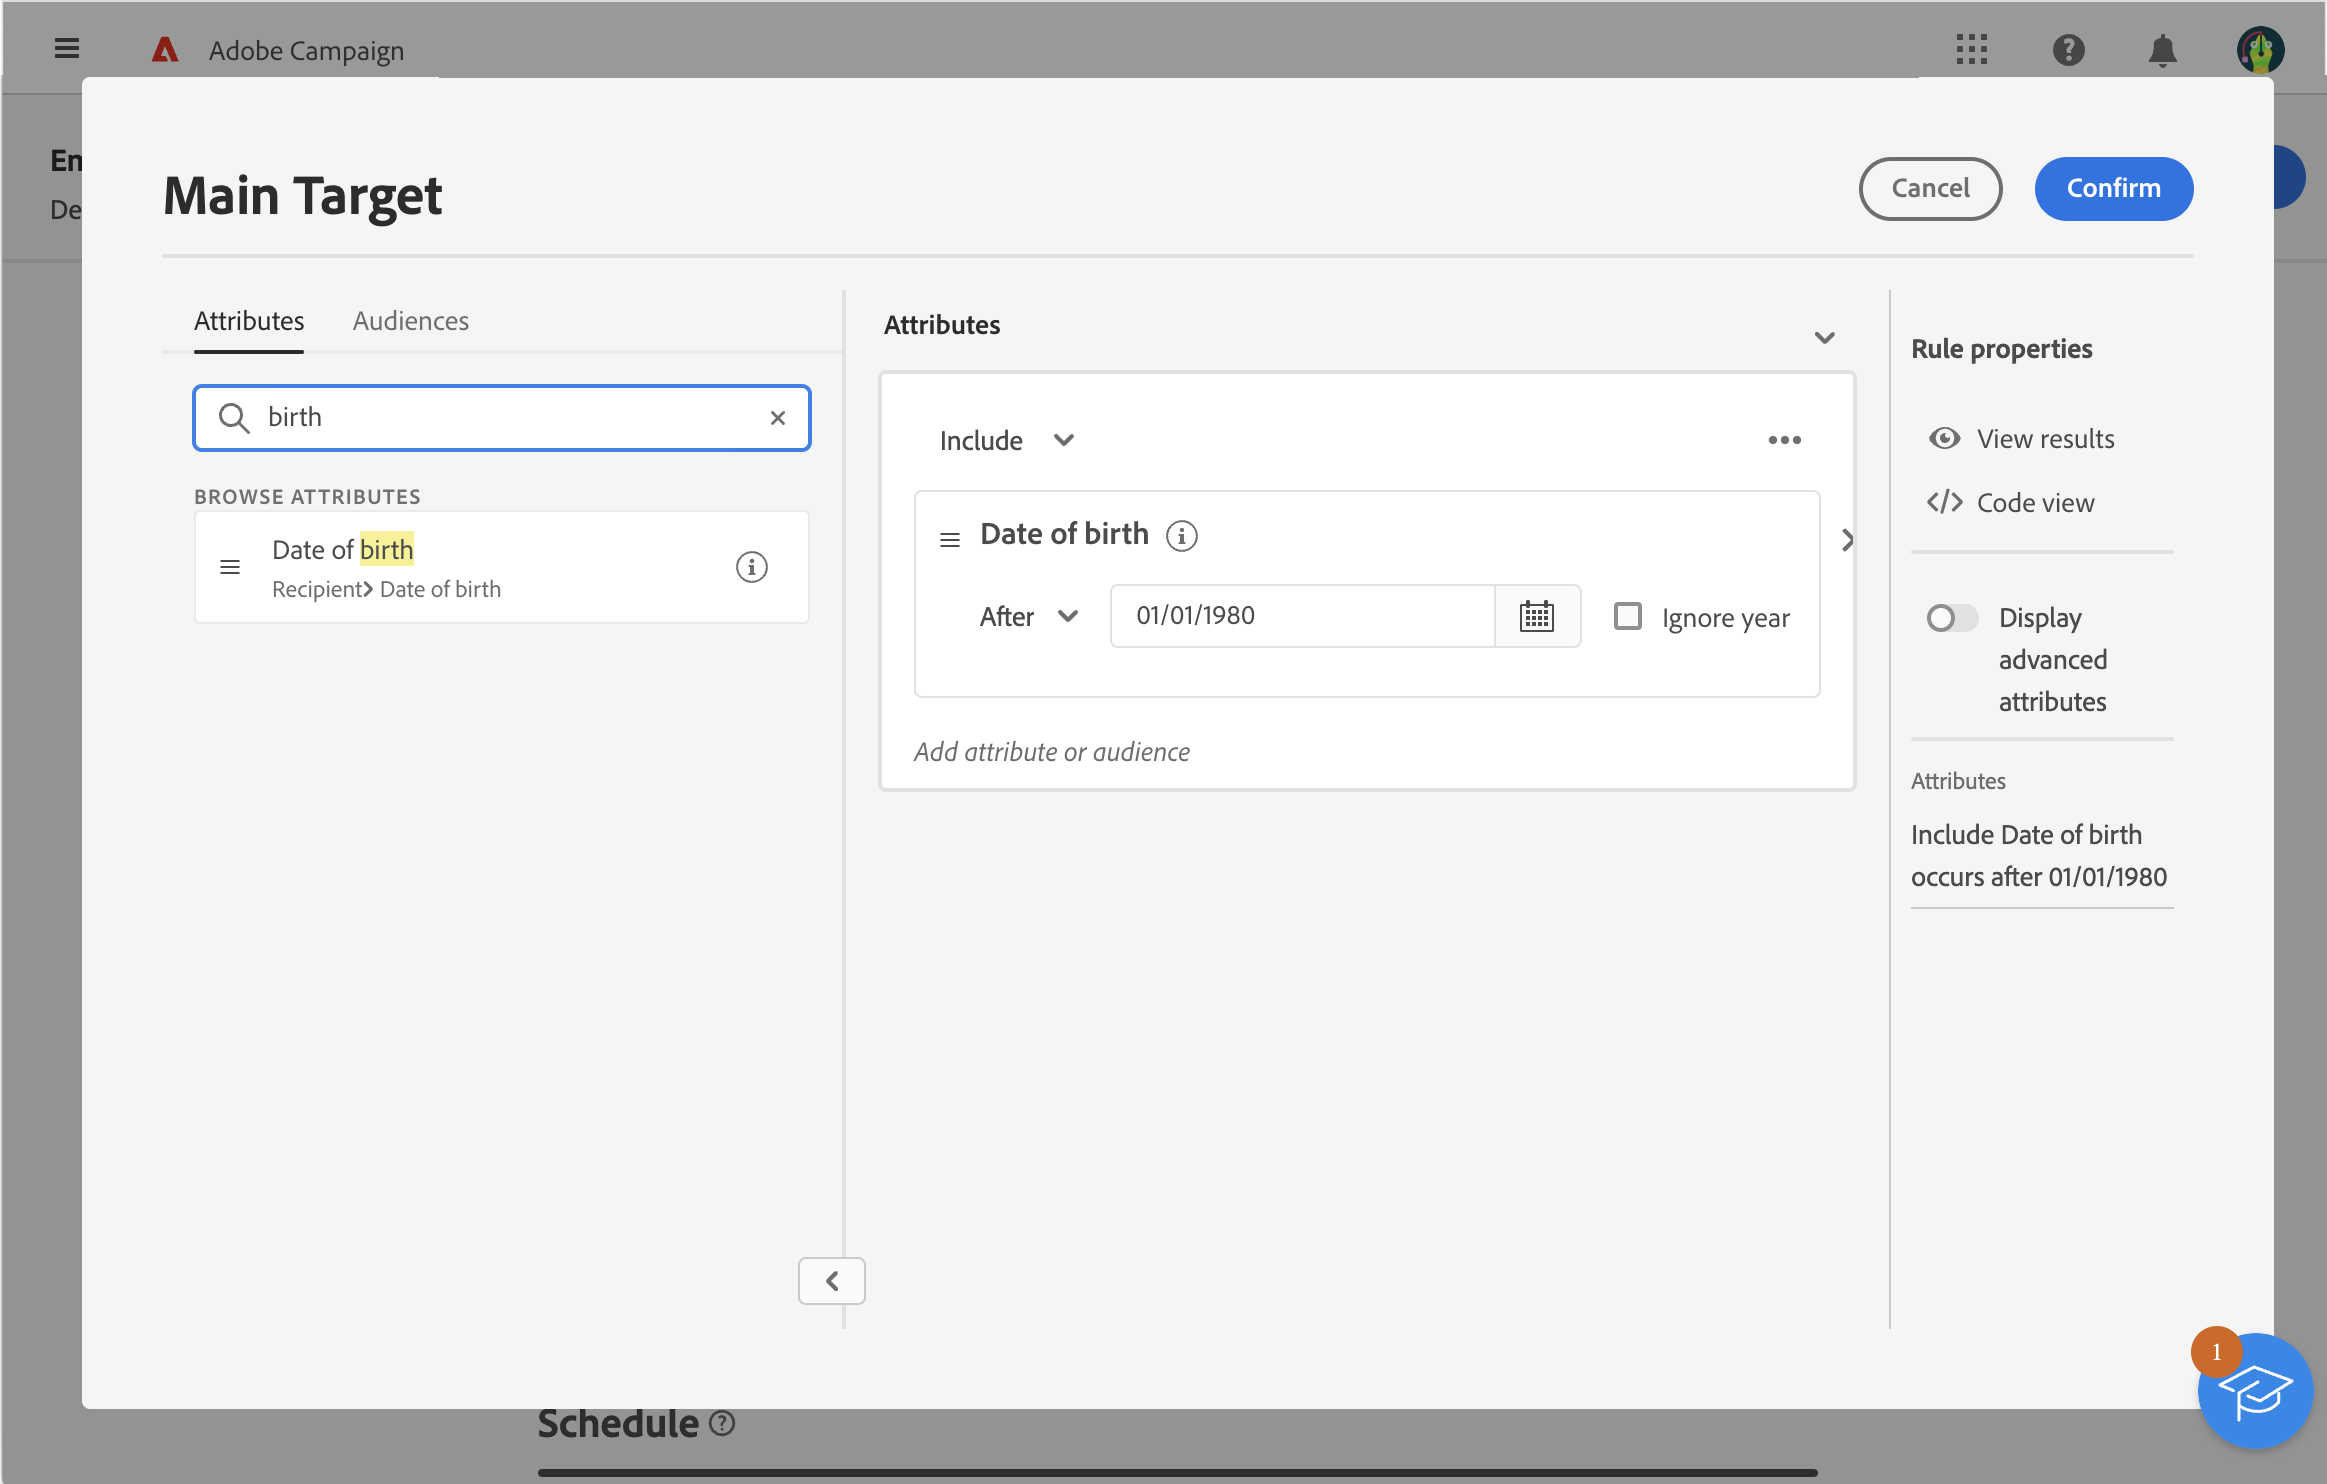 Adobe Campaign
En
De
Main Target
Cancel
Confirm
Attributes
Audiences
birth
BROWSE ATTRIBUTES
Date of birth
Recipient> Date of birth
Attributes
Include
Date of birth
After
01/01/1980
Ignore year
Add attribute or audience
Rule properties
View results
Code view
Display
advanced
attributes
Attributes
Include Date of birth
occurs after 01/01/1980
1
Schedule